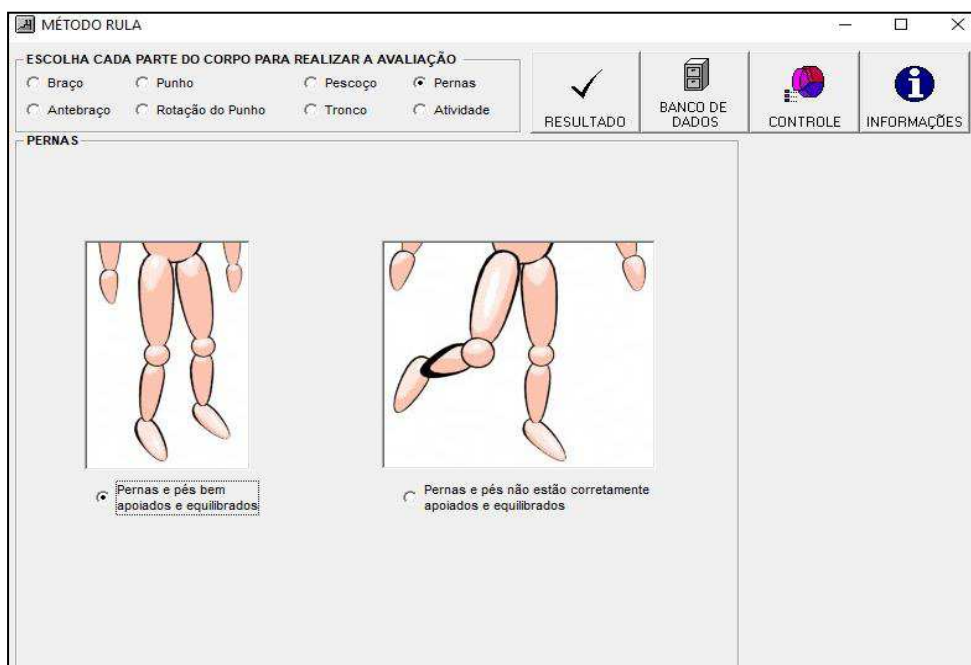 MÉTODO RULA
ESCOLHA CADA PARTE DO CORPO PARA REALIZAR A AVALIAÇÃO
Braço Punho Pescoço Pernas
Antebraço Rotação do Punho Tronco Atividade
RESULTADO
BANCO DE
DADOS
CONTROLE
INFORMAÇÕES
PERNAS
Pernas e pés bem
apoiados e equilibrados
Pernas e pés não estão corretamente
apoiados e equilibrados